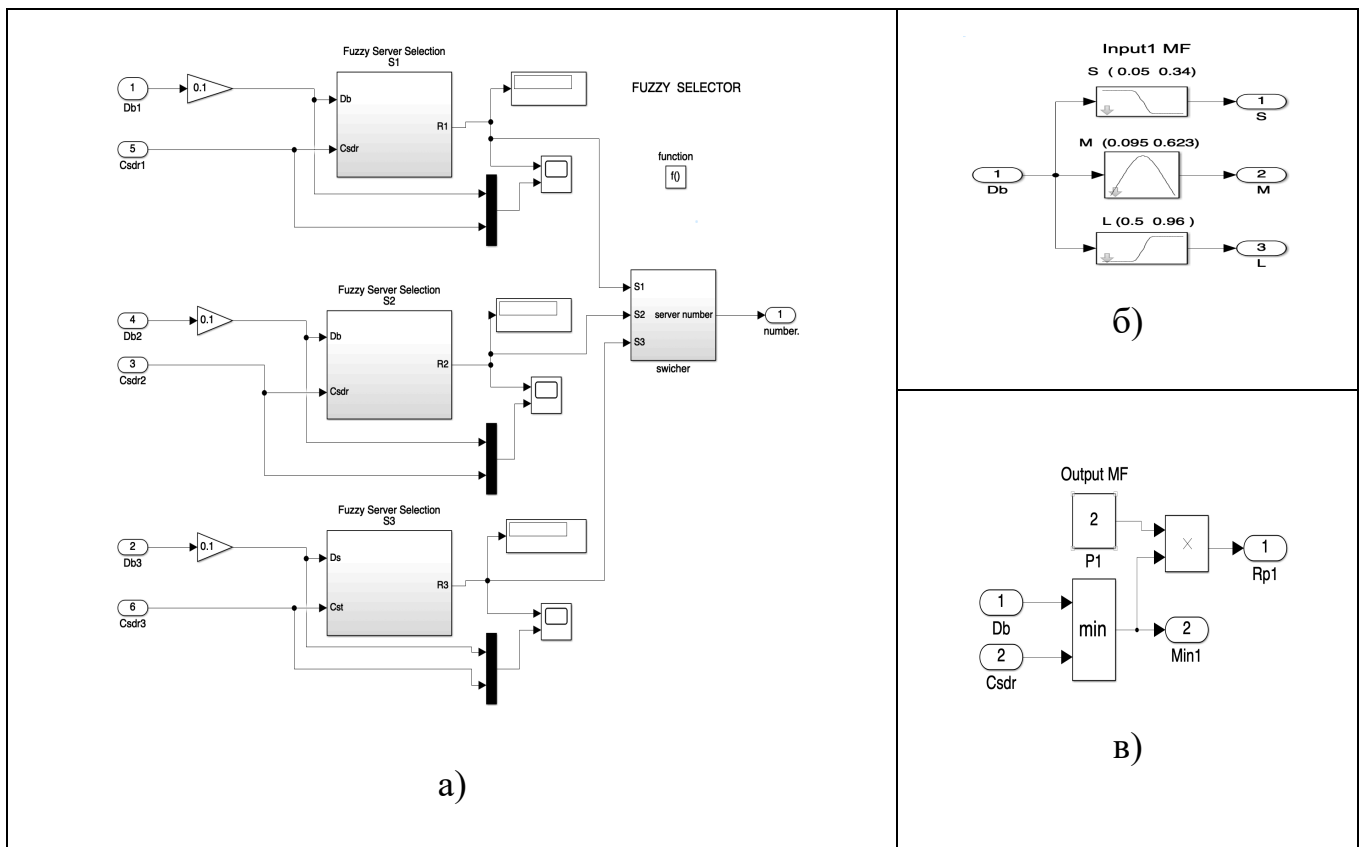 Fuzzy Server Selection
S1
1
Db1
0.1
Db
Csdr
R1
5
Csdr1
FUZZY SELECTOR
function
f()
Fuzzy Server Selection
S2
4
Db2
0.1
Db
Csdr
R2
3
Csdr2
S1
S2
S3
server number
swicher
1
number.
Fuzzy Server Selection
S3
2
Db3
0.1
Ds
Cst
R3
6
Csdr3
а)
Input1 MF
S ( 0.05 0.34)
1
S
M (0.095 0.623)
1
Db
2
M
L (0.5 0.96 )
3
L
б)
Output MF
2
P1
X
1
Rp1
1
Db
min
2
Min1
2
Csdr
в)